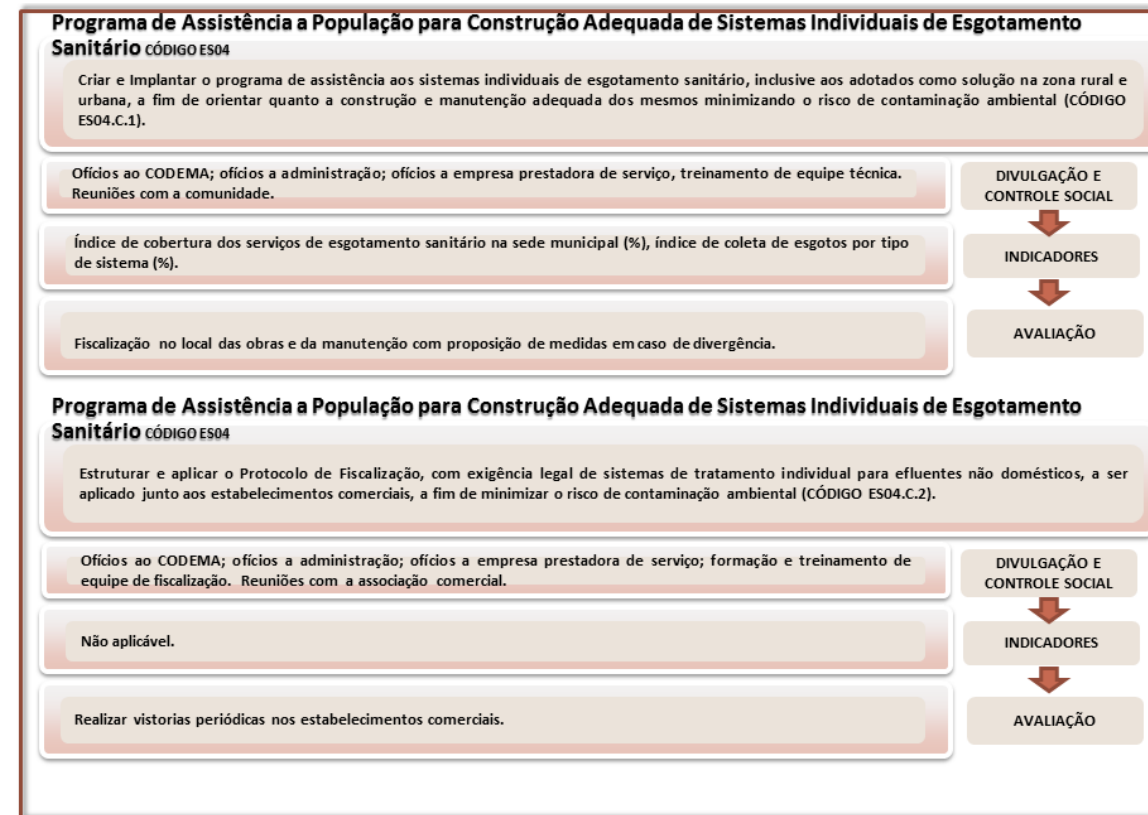 Programa de Assistência a População para Construção Adequada de Sistemas Individuais de Esgotamento
Sanitário CÓDIGO ES04
Criar e Implantar o programa de assistência aos sistemas individuais de esgotamento sanitário, inclusive aos adotados como solução na zona rural e
urbana, a fim de orientar quanto a construção e manutenção adequada dos mesmos minimizando o risco de contaminação ambiental (CÓDIGO
ES04.C.1).
Ofícios ao CODEMA; ofícios a administração; ofícios a empresa prestadora de serviço, treinamento de equipe técnica.
Reuniões com a comunidade.
DIVULGAÇÃO E
CONTROLE SOCIAL
Índice de cobertura dos serviços de esgotamento sanitário na sede municipal (%), índice de coleta de esgotos por tipo
de sistema (%).
INDICADORES
Fiscalização no local das obras e da manutenção com proposição de medidas em caso de divergência.
AVALIAÇÃO
Programa de Assistência a População para Construção Adequada de Sistemas Individuais de Esgotamento
Sanitário CÓDIGO ES04
Estruturar e aplicar o Protocolo de Fiscalização, com exigência legal de sistemas de tratamento individual para efluentes não domésticos, a ser
aplicado junto aos estabelecimentos comerciais, a fim de minimizar o risco de contaminação ambiental (CÓDIGO ES04.C.2).
Ofícios ao CODEMA; ofícios a administração; ofícios a empresa prestadora de serviço; formação e treinamento de
equipe de fiscalização. Reuniões com a associação comercial.
DIVULGAÇÃO E
CONTROLE SOCIAL
Não aplicável.
INDICADORES
Realizar vistorias periódicas nos estabelecimentos comerciais.
AVALIAÇÃO